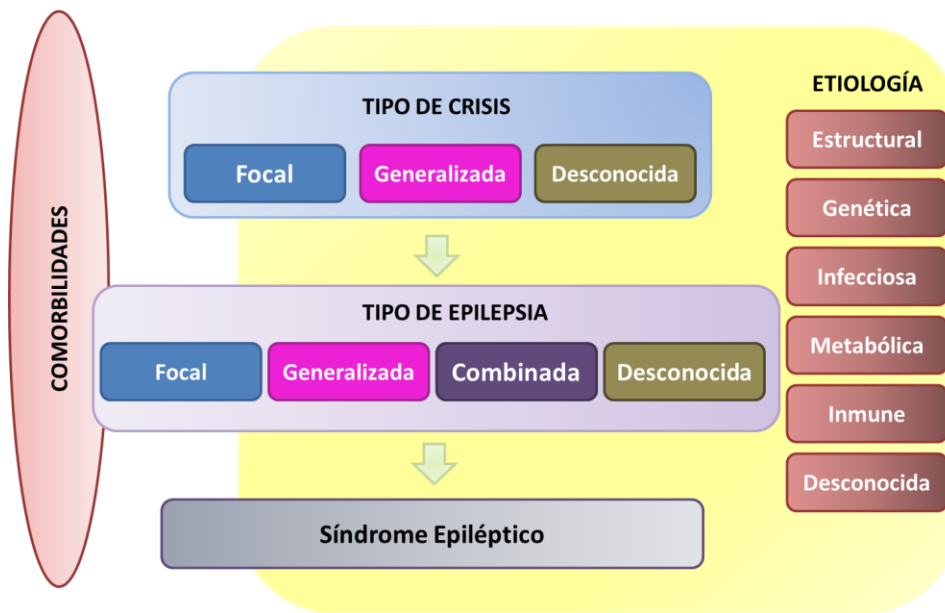 COMORBILIDADES
TIPO DE CRISIS
Focal
Generalizada
Desconocida
TIPO DE EPILEPSIA
Focal
Generalizada
Combinada
Desconocida
Síndrome Epiléptico
ETIOLOGÍA
Estructural
Genética
Infecciosa
Metabólica
Inmune
Desconocida